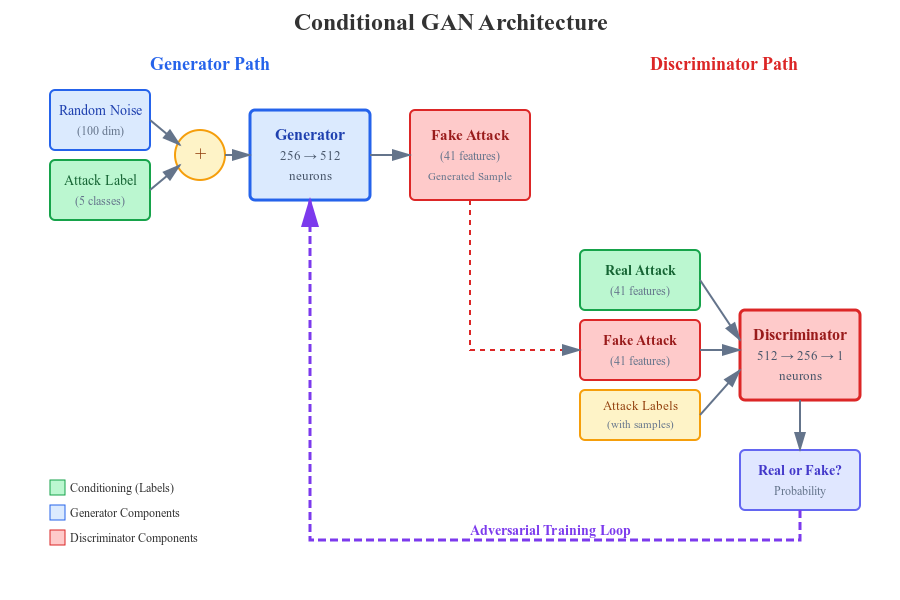 Conditional GAN Architecture
Generator Path
Discriminator Path
Random Noise
(100 dim)
Attack Label
(5 classes)
+
Generator
256 → 512
neurons
Fake Attack
(41 features)
Generated Sample
Real Attack
(41 features)
Fake Attack
(41 features)
Attack Labels
(with samples)
Discriminator
512 → 256 → 1
neurons
Real or Fake?
Probability
Adversarial Training Loop
Conditioning (Labels)
Generator Components
Discriminator Components